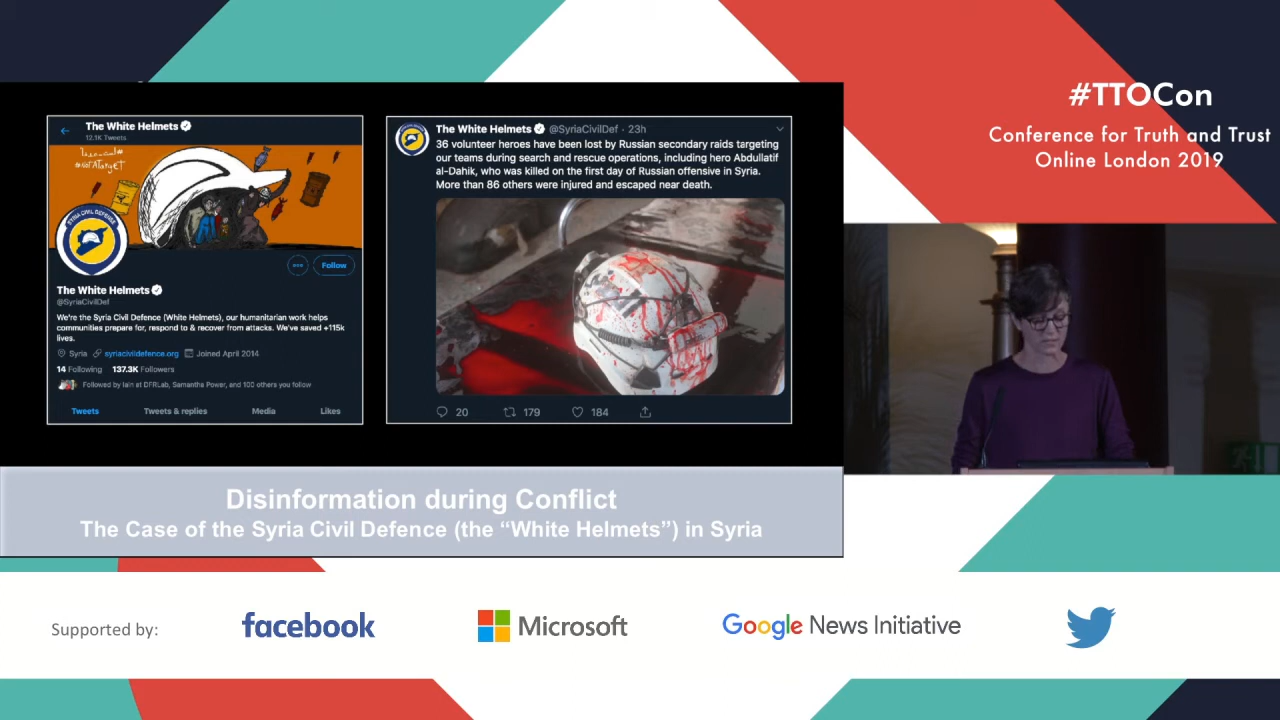 #TTOCon
Conference for Truth and Trust
Online London 2019
The White Helmets
12.1K Tweets
#NOTATARGET
SYRIA CIVIL DEFENSE
Follow
The White Helmets
@SyriaCivilDef
We're the Syria Civil Defence (White Helmets), our humanitarian work helps
communities prepare for, respond to & recover from attacks. We've saved +115k
lives.
Syria syriacivildefence.org Joined April 2014
14 Following 137.3K Followers
Followed by Iain at DFRLab, Samantha Power, and 100 others you follow
Tweets Tweets & replies Media Likes
The White Helmets @SyriaCivilDef · 23h
36 volunteer heroes have been lost by Russian secondary raids targeting
our teams during search and rescue operations, including hero Abdullatif
al-Dahik, who was killed on the first day of Russian offensive in Syria.
More than 86 others were injured and escaped near death.
20 179 184
Disinformation during Conflict
The Case of the Syria Civil Defence (the “White Helmets”) in Syria
Supported by:
facebook
Microsoft
Google News Initiative